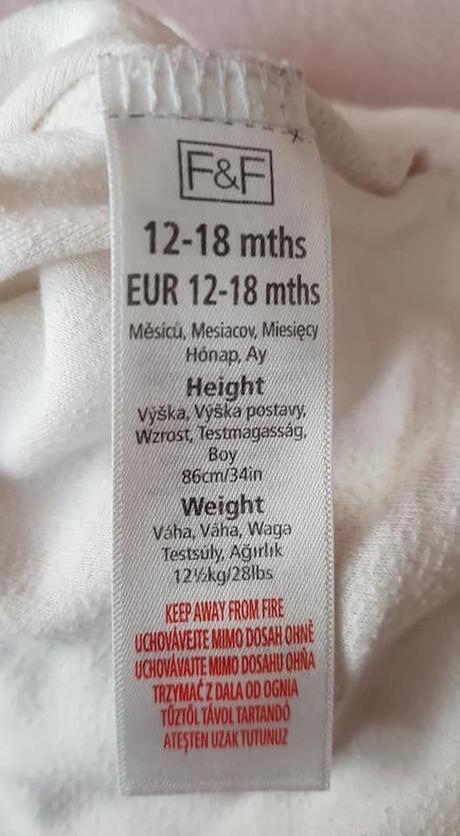 F&F
12-18 mths
EUR 12-18 mths
Měsíců, Mesiacov, Miesięcy
Hónap, Ay
Height
Výška, Výška postavy,
Wzrost, Testmagasság,
Boy
86cm/34in
Weight
Váha, Váha, Waga
Testsúly, Ağırlık
12½kg/28lbs
KEEP AWAY FROM FIRE
UCHOVÁVEJTE MIMO DOSAH OHNĚ
UCHOVÁVAJTE MIMO DOSAHU OHŇA
TRZYMAĆ Z DALA OD OGNIA
TŰZTŐL TÁVOL TARTANDÓ
ATEŞTEN UZAK TUTUNUZ